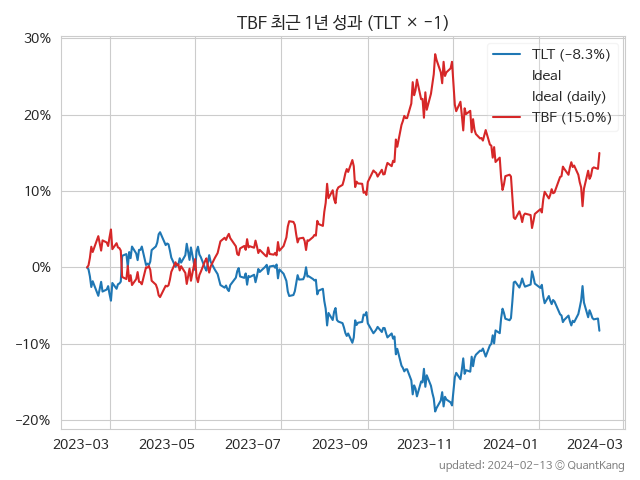 TBF 최근 1년 성과 (TLT × −1)
30%
20%
10%
0%
−10%
−20%
TLT (−8.3%)
Ideal
Ideal (daily)
TBF (15.0%)
2023-03 2023-05 2023-07 2023-09 2023-11 2024-01 2024-03
updated: 2024-02-13 © QuantKang